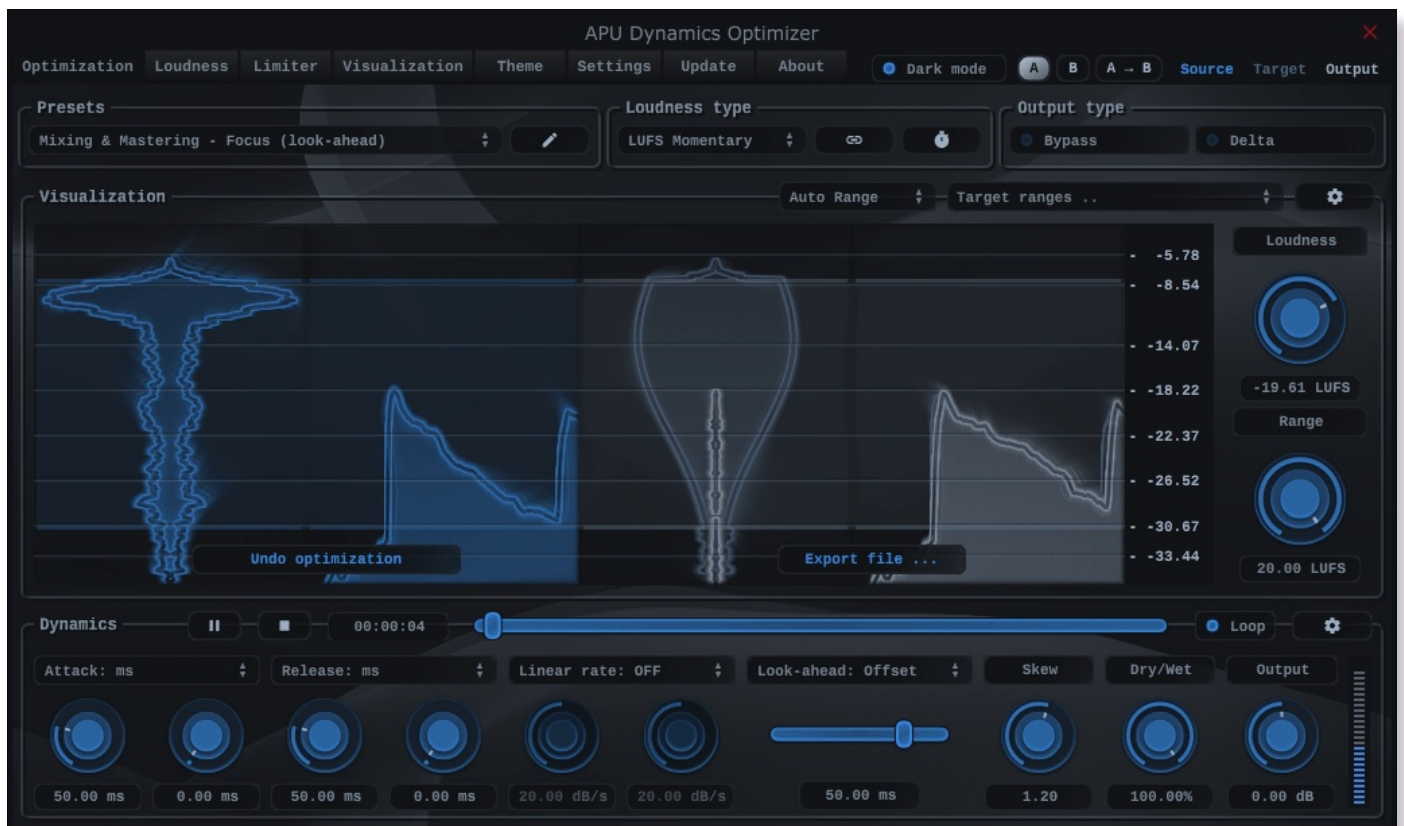 APU Dynamics Optimizer
Optimization Loudness Limiter Visualization Theme Settings Update About Dark mode A B A → B Source Target Output
Presets Loudness type Output type
Mixing & Mastering - Focus (look-ahead) LUFS Momentary Bypass Delta
Visualization Auto Range Target ranges ..
Loudness
- -5.78
- -8.54
- -14.07
- -18.22
-19.61 LUFS
Range
- -22.37
- -26.52
- -30.67
- -33.44
20.00 LUFS
Undo optimization Export file ...
Dynamics 00:00:04 Loop
Attack: ms Release: ms Linear rate: OFF Look-ahead: Offset Skew Dry/Wet Output
50.00 ms 0.00 ms 50.00 ms 0.00 ms 20.00 dB/s 20.00 dB/s 50.00 ms 1.20 100.00% 0.00 dB